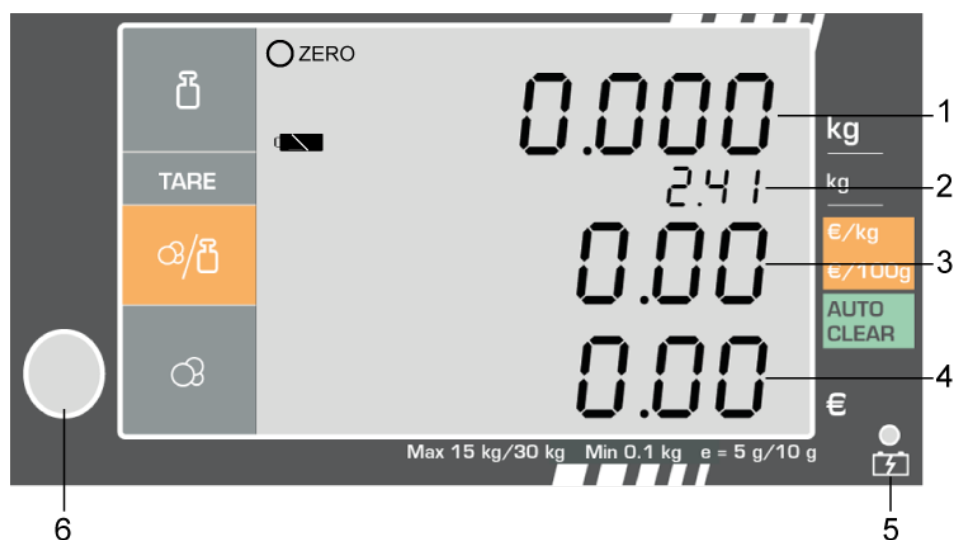 ZERO
0.000
1
kg
TARE
2.41
kg
2
€/kg
0.00
3
€/100g
AUTO
CLEAR
0.00
4
€
Max 15 kg/30 kg Min 0.1 kg e = 5 g/10 g
6
5